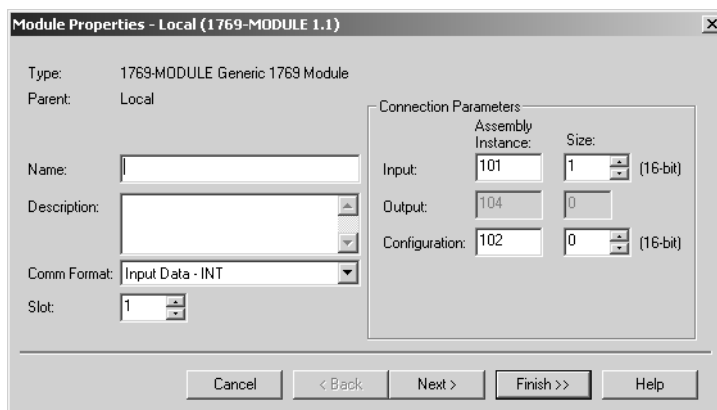 Module Properties - Local (1769-MODULE 1.1)
Type: 1769-MODULE Generic 1769 Module
Parent: Local
Connection Parameters
Assembly Instance: Size:
Name:
Input: 101 1 (16-bit)
Description:
Output: 104 0
Configuration: 102 0 (16-bit)
Comm Format: Input Data - INT
Slot: 1
Cancel < Back Next > Finish >> Help